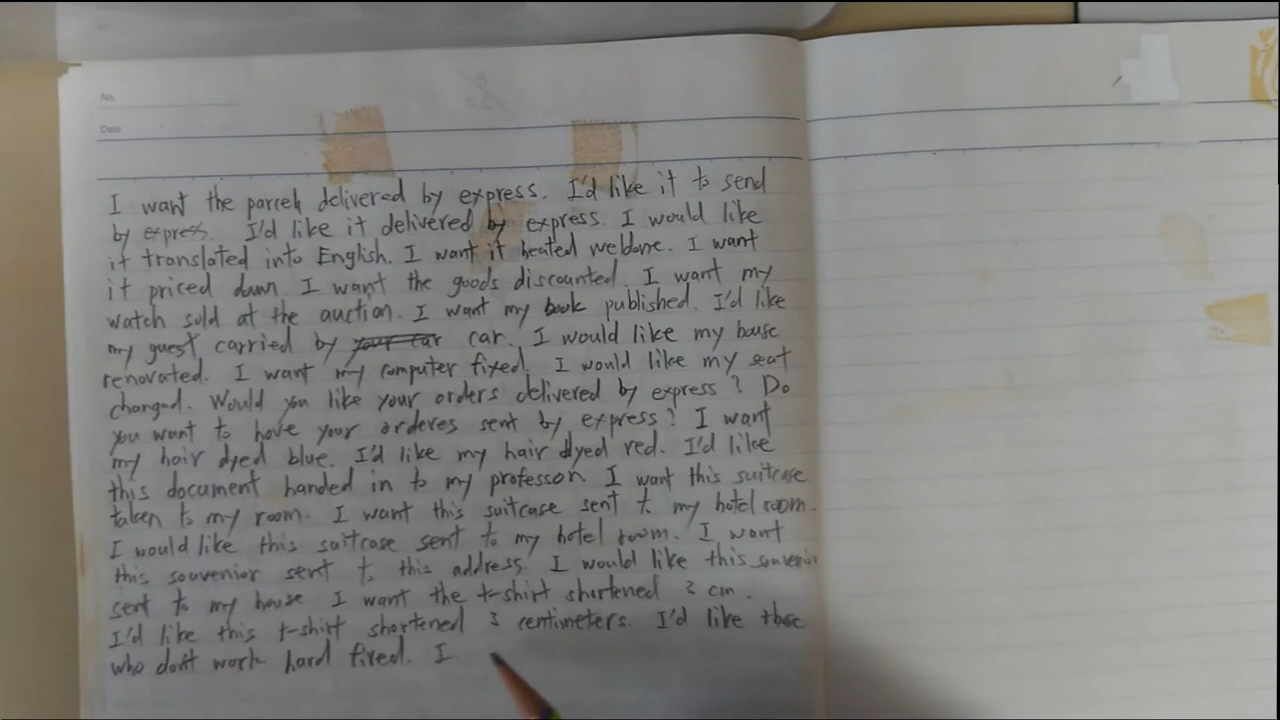 No.
Date
I want the parcel delivered by express. I'd like it to send
by express. I'd like it delivered by express. I would like
it translated into English. I want it heated weldone. I want
it priced down. I want the goods discounted. I want my
watch sold at the auction. I want my book published. I'd like
my guest carried by your car car. I would like my house
renovated. I want my computer fixed. I would like my seat
changed. Would you like your orders delivered by express? Do
you want to have your orderes sent by express? I want
my hair dyed blue. I'd like my hair dyed red. I'd like
this document handed in to my professor. I want this suitcase
taken to my room. I want this suitcase sent to my hotel room.
I would like this suitcase sent to my hotel room. I want
this souvenior sent to this address. I would like this souvenior
sent to my house I want the t-shirt shortened 2 cm.
I'd like this t-shirt shortened 3 centimeters. I'd like those
who don't work hard fired. I